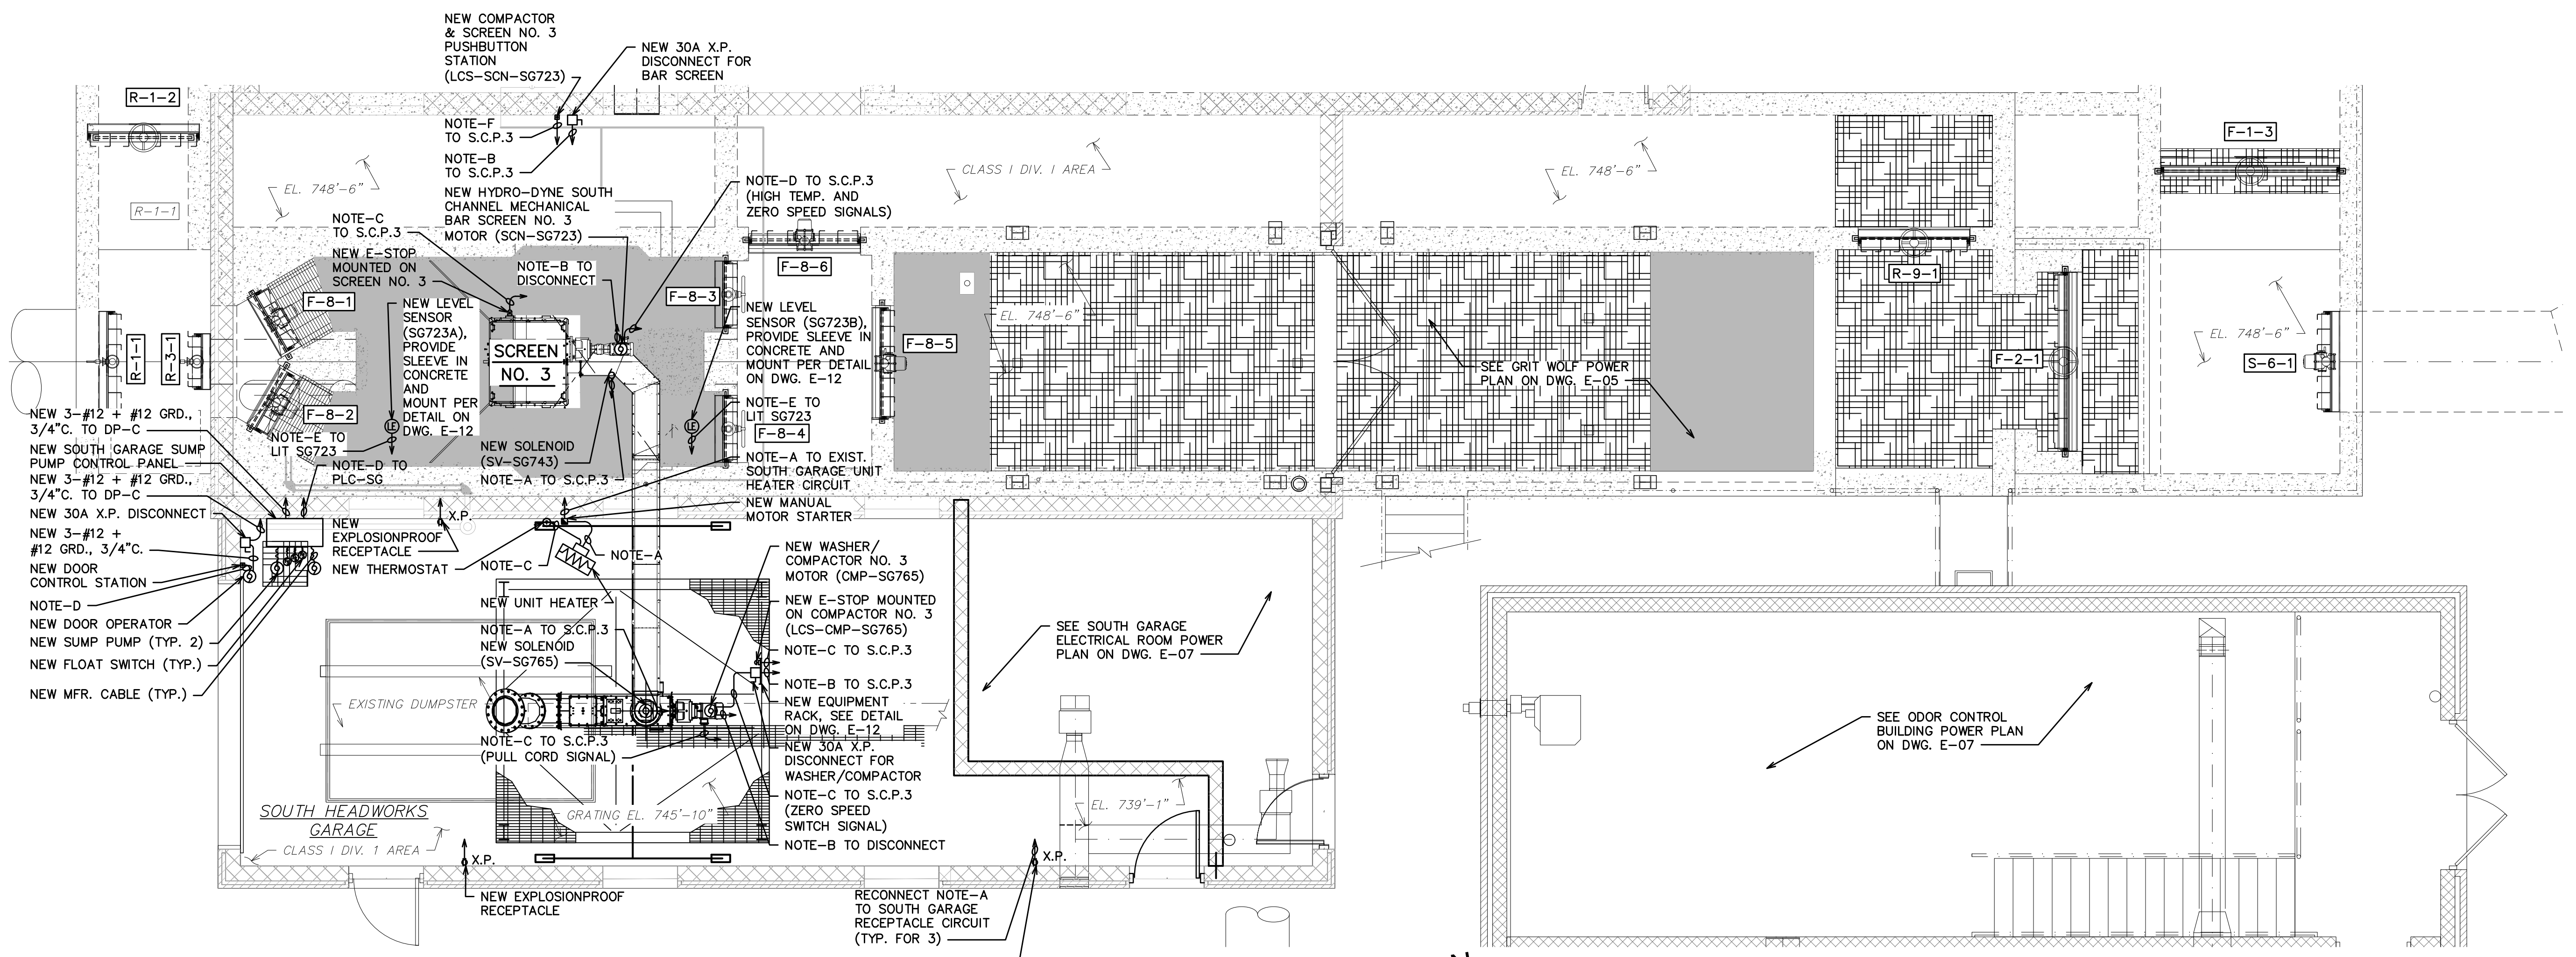 NEW COMPACTOR
& SCREEN NO. 3
PUSHBUTTON
STATION
(LCS-SCN-SG723)
NEW 30A X.P.
DISCONNECT FOR
BAR SCREEN
R-1-2
NOTE-F
TO S.C.P.3
NOTE-B
TO S.C.P.3
F-1-3
EL. 748'-6"
CLASS I DIV. I AREA
EL. 748'-6"
R-1-1
NEW HYDRO-DYNE SOUTH
CHANNEL MECHANICAL
BAR SCREEN NO. 3
MOTOR (SCN-SG723)
NOTE-D TO S.C.P.3
(HIGH TEMP. AND
ZERO SPEED SIGNALS)
NOTE-C
TO S.C.P.3
NEW E-STOP
MOUNTED ON
SCREEN NO. 3
NOTE-B TO
DISCONNECT
F-8-6
R-9-1
F-8-1
F-8-3
NEW LEVEL
SENSOR
(SG723A),
PROVIDE
SLEEVE IN
CONCRETE
AND
MOUNT PER
DETAIL ON
DWG. E-12
NEW LEVEL
SENSOR (SG723B),
PROVIDE SLEEVE IN
CONCRETE AND
MOUNT PER DETAIL
ON DWG. E-12
EL. 748'-6"
EL. 748'-6"
R-1-1
R-3-1
SCREEN
NO. 3
F-8-5
F-2-1
S-6-1
SEE GRIT WOLF POWER
PLAN ON DWG. E-05
F-8-2
LE
LE
NOTE-E TO
LIT SG723
F-8-4
NOTE-E TO
LIT SG723
NEW SOLENOID
(SV-SG743)
NOTE-A TO S.C.P.3
NOTE-A TO EXIST.
SOUTH GARAGE UNIT
HEATER CIRCUIT
NEW MANUAL
MOTOR STARTER
NEW 3-#12 + #12 GRD.,
3/4"C. TO DP-C
NEW SOUTH GARAGE SUMP
PUMP CONTROL PANEL
NEW 3-#12 + #12 GRD.,
3/4"C. TO DP-C
NEW 30A X.P. DISCONNECT
NEW 3-#12 +
#12 GRD., 3/4"C.
NEW DOOR
CONTROL STATION
NOTE-D
NEW DOOR OPERATOR
NEW SUMP PUMP (TYP. 2)
NEW FLOAT SWITCH (TYP.)
NEW MFR. CABLE (TYP.)
NOTE-D TO
PLC-SG
X.P.
NEW
EXPLOSIONPROOF
RECEPTACLE
NEW THERMOSTAT
NOTE-C
NOTE-A
NEW UNIT HEATER
NOTE-A TO S.C.P.3
NEW SOLENOID
(SV-SG765)
NEW WASHER/
COMPACTOR NO. 3
MOTOR (CMP-SG765)
NEW E-STOP MOUNTED
ON COMPACTOR NO. 3
(LCS-CMP-SG765)
NOTE-C TO S.C.P.3
NOTE-B TO S.C.P.3
NEW EQUIPMENT
RACK, SEE DETAIL
ON DWG. E-12
NEW 30A X.P.
DISCONNECT FOR
WASHER/COMPACTOR
NOTE-C TO S.C.P.3
(ZERO SPEED
SWITCH SIGNAL)
NOTE-B TO DISCONNECT
SEE SOUTH GARAGE
ELECTRICAL ROOM POWER
PLAN ON DWG. E-07
EXISTING DUMPSTER
NOTE-C TO S.C.P.3
(PULL CORD SIGNAL)
SEE ODOR CONTROL
BUILDING POWER PLAN
ON DWG. E-07
SOUTH HEADWORKS
GARAGE
CLASS I DIV. 1 AREA
GRATING EL. 745'-10"
EL. 739'-1"
X.P.
NEW EXPLOSIONPROOF
RECEPTACLE
X.P.
RECONNECT NOTE-A
TO SOUTH GARAGE
RECEPTACLE CIRCUIT
(TYP. FOR 3)